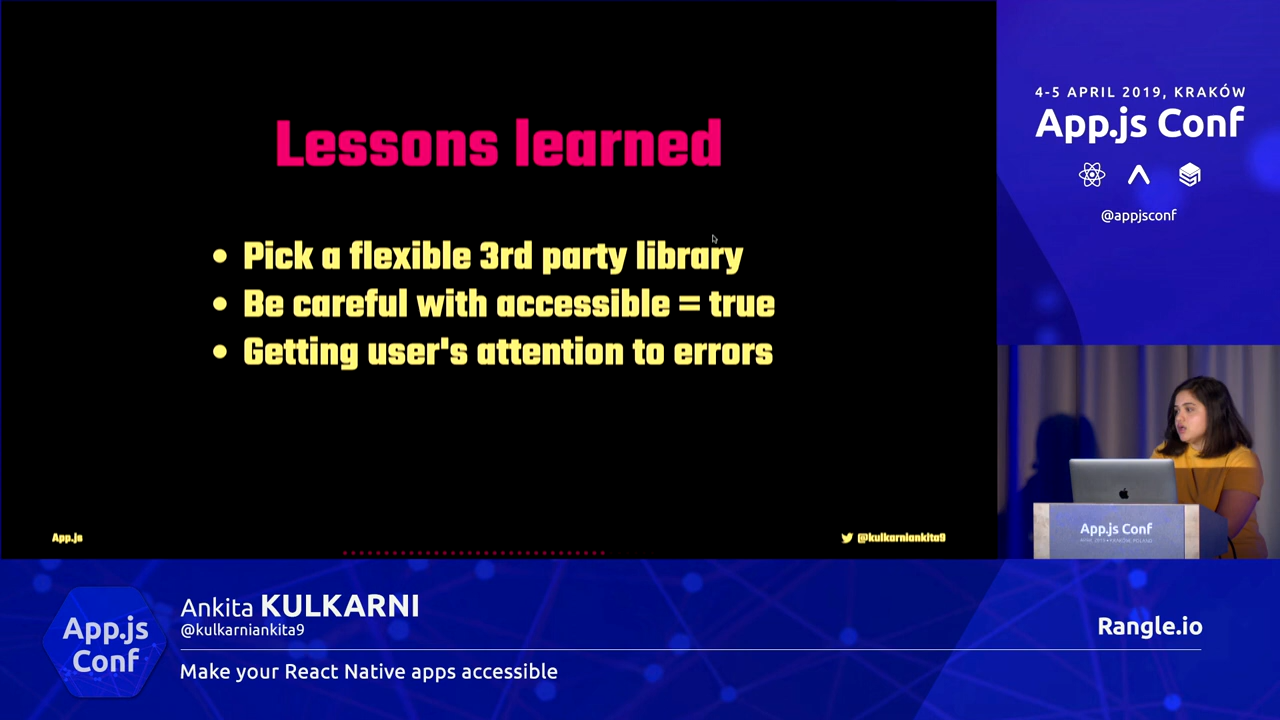 Lessons learned
• Pick a flexible 3rd party library
• Be careful with accessible = true
• Getting user's attention to errors
App.js
@kulkarniankita9
4-5 APRIL 2019, KRAKÓW
App.js Conf
@appjsconf
App.js Conf
App.js
Conf
Ankita KULKARNI
@kulkarniankita9
Make your React Native apps accessible
Rangle.io